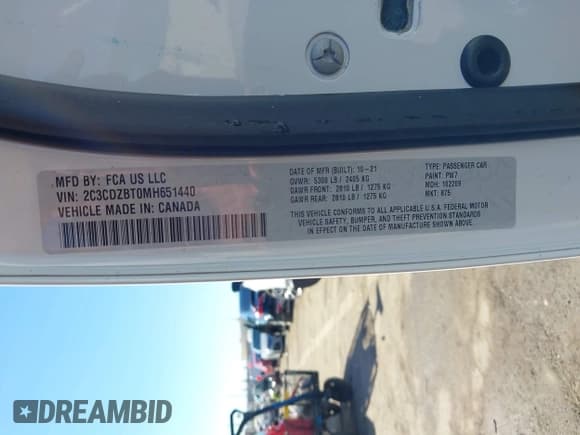 MFD BY: FCA US LLC
VIN: 2C3CDZBT0MH651440
VEHICLE MADE IN: CANADA
DATE OF MFR (BUILT): 10-21
GVWR: 5300 LB / 2405 KG
GAWR FRONT: 2810 LB / 1275 KG
GAWR REAR: 2810 LB / 1275 KG
TYPE: PASSENGER CAR
PAINT: PW7
MDH: 102209
MKT: 875
THIS VEHICLE CONFORMS TO ALL APPLICABLE U.S.A. FEDERAL MOTOR
VEHICLE SAFETY, BUMPER, AND THEFT PREVENTION STANDARDS
IN EFFECT ON THE DATE OF MANUFACTURE SHOWN ABOVE.
DREAMBID